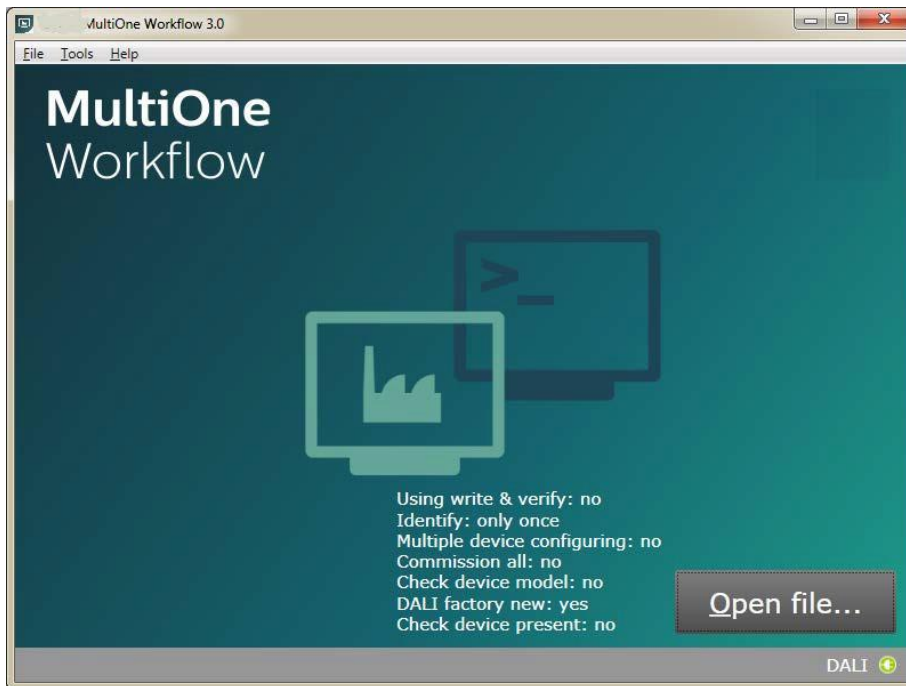 MultiOne Workflow 3.0
File Tools Help
MultiOne
Workflow
>_
Using write & verify: no
Identify: only once
Multiple device configuring: no
Commission all: no
Check device model: no
DALI factory new: yes
Check device present: no
Open file...
DALI